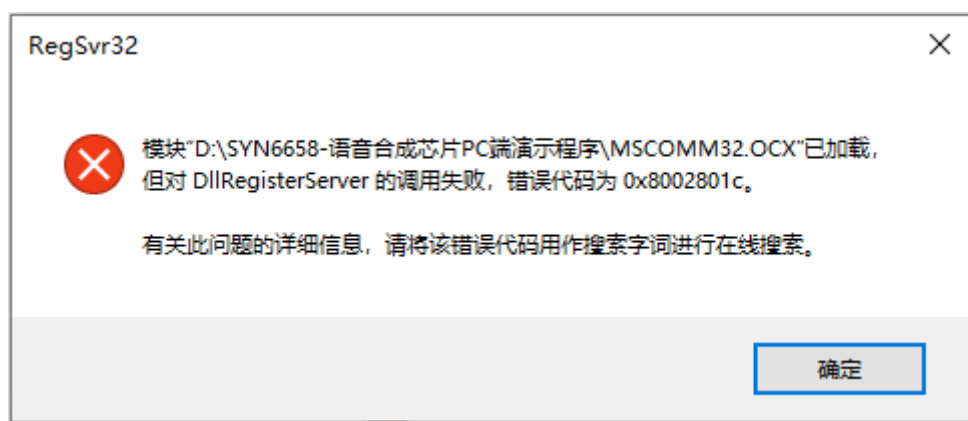 RegSvr32
模块"D:\SYN6658-语音合成芯片PC端演示程序\MSCOMM32.OCX"已加载，
但对 DllRegisterServer 的调用失败，错误代码为 0x8002801c。
有关此问题的详细信息，请将该错误代码用作搜索字词进行在线搜索。
确定